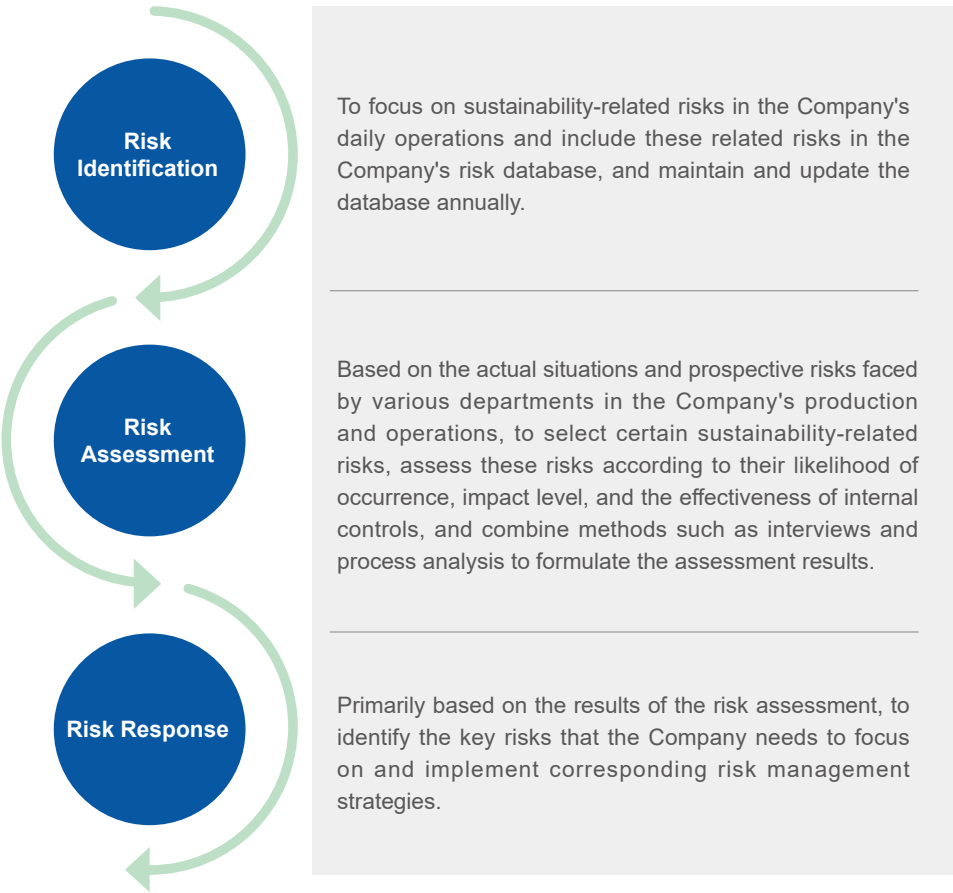 Risk
Identification
To focus on sustainability-related risks in the Company's
daily operations and include these related risks in the
Company's risk database, and maintain and update the
database annually.
Risk
Assessment
Based on the actual situations and prospective risks faced
by various departments in the Company's production
and operations, to select certain sustainability-related
risks, assess these risks according to their likelihood of
occurrence, impact level, and the effectiveness of internal
controls, and combine methods such as interviews and
process analysis to formulate the assessment results.
Risk Response
Primarily based on the results of the risk assessment, to
identify the key risks that the Company needs to focus
on and implement corresponding risk management
strategies.